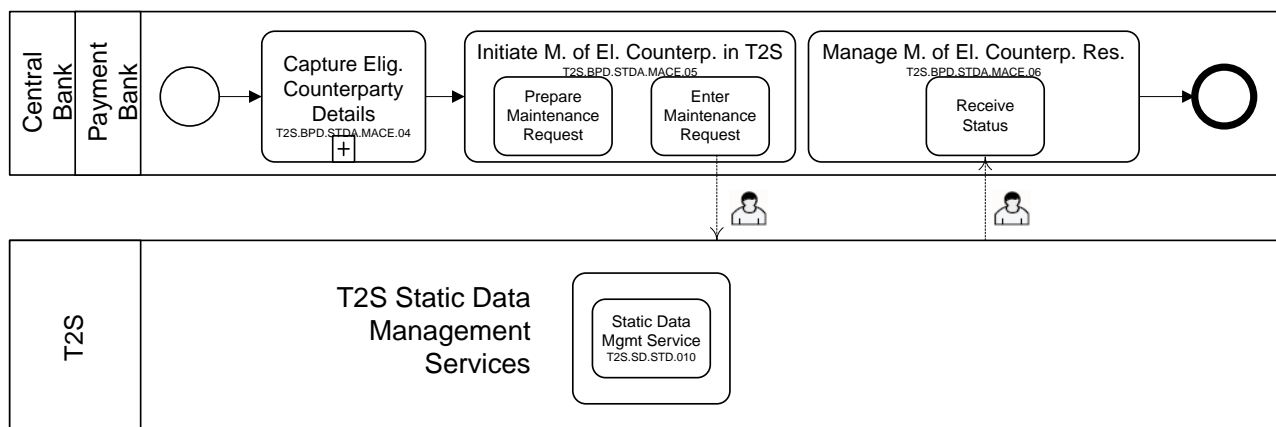 Central
Bank
Payment
Bank
Capture Elig.
Counterparty
Details
T2S.BPD.STDA.MACE.04
+
Initiate M. of El. Counterp. in T2S
T2S.BPD.STDA.MACE.05
Prepare
Maintenance
Request
Enter
Maintenance
Request
Manage M. of El. Counterp. Res.
T2S.BPD.STDA.MACE.06
Receive
Status
T2S
T2S Static Data
Management
Services
Static Data
Mgmt Service
T2S.SD.STD.010